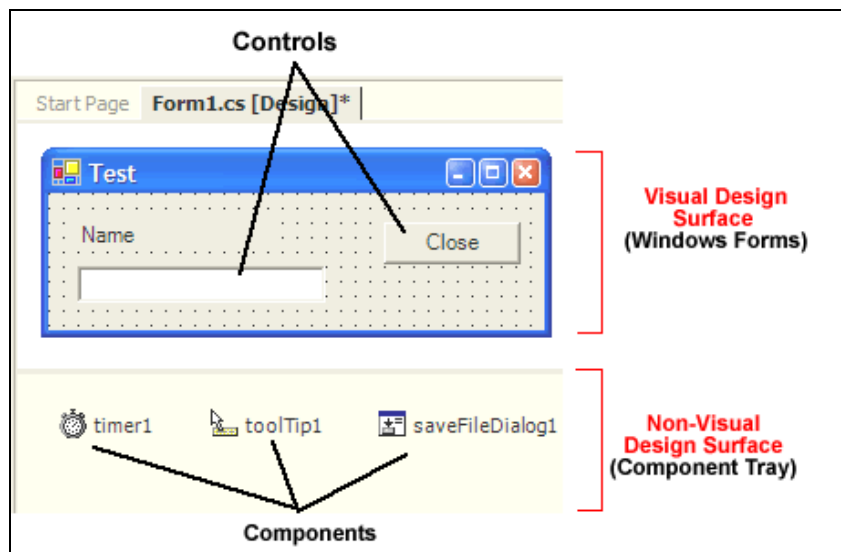 Controls
Start Page Form1.cs [Design]*
Test
Name
Close
Visual Design
Surface
(Windows Forms)
timer1 toolTip1 saveFileDialog1
Non-Visual
Design Surface
(Component Tray)
Components